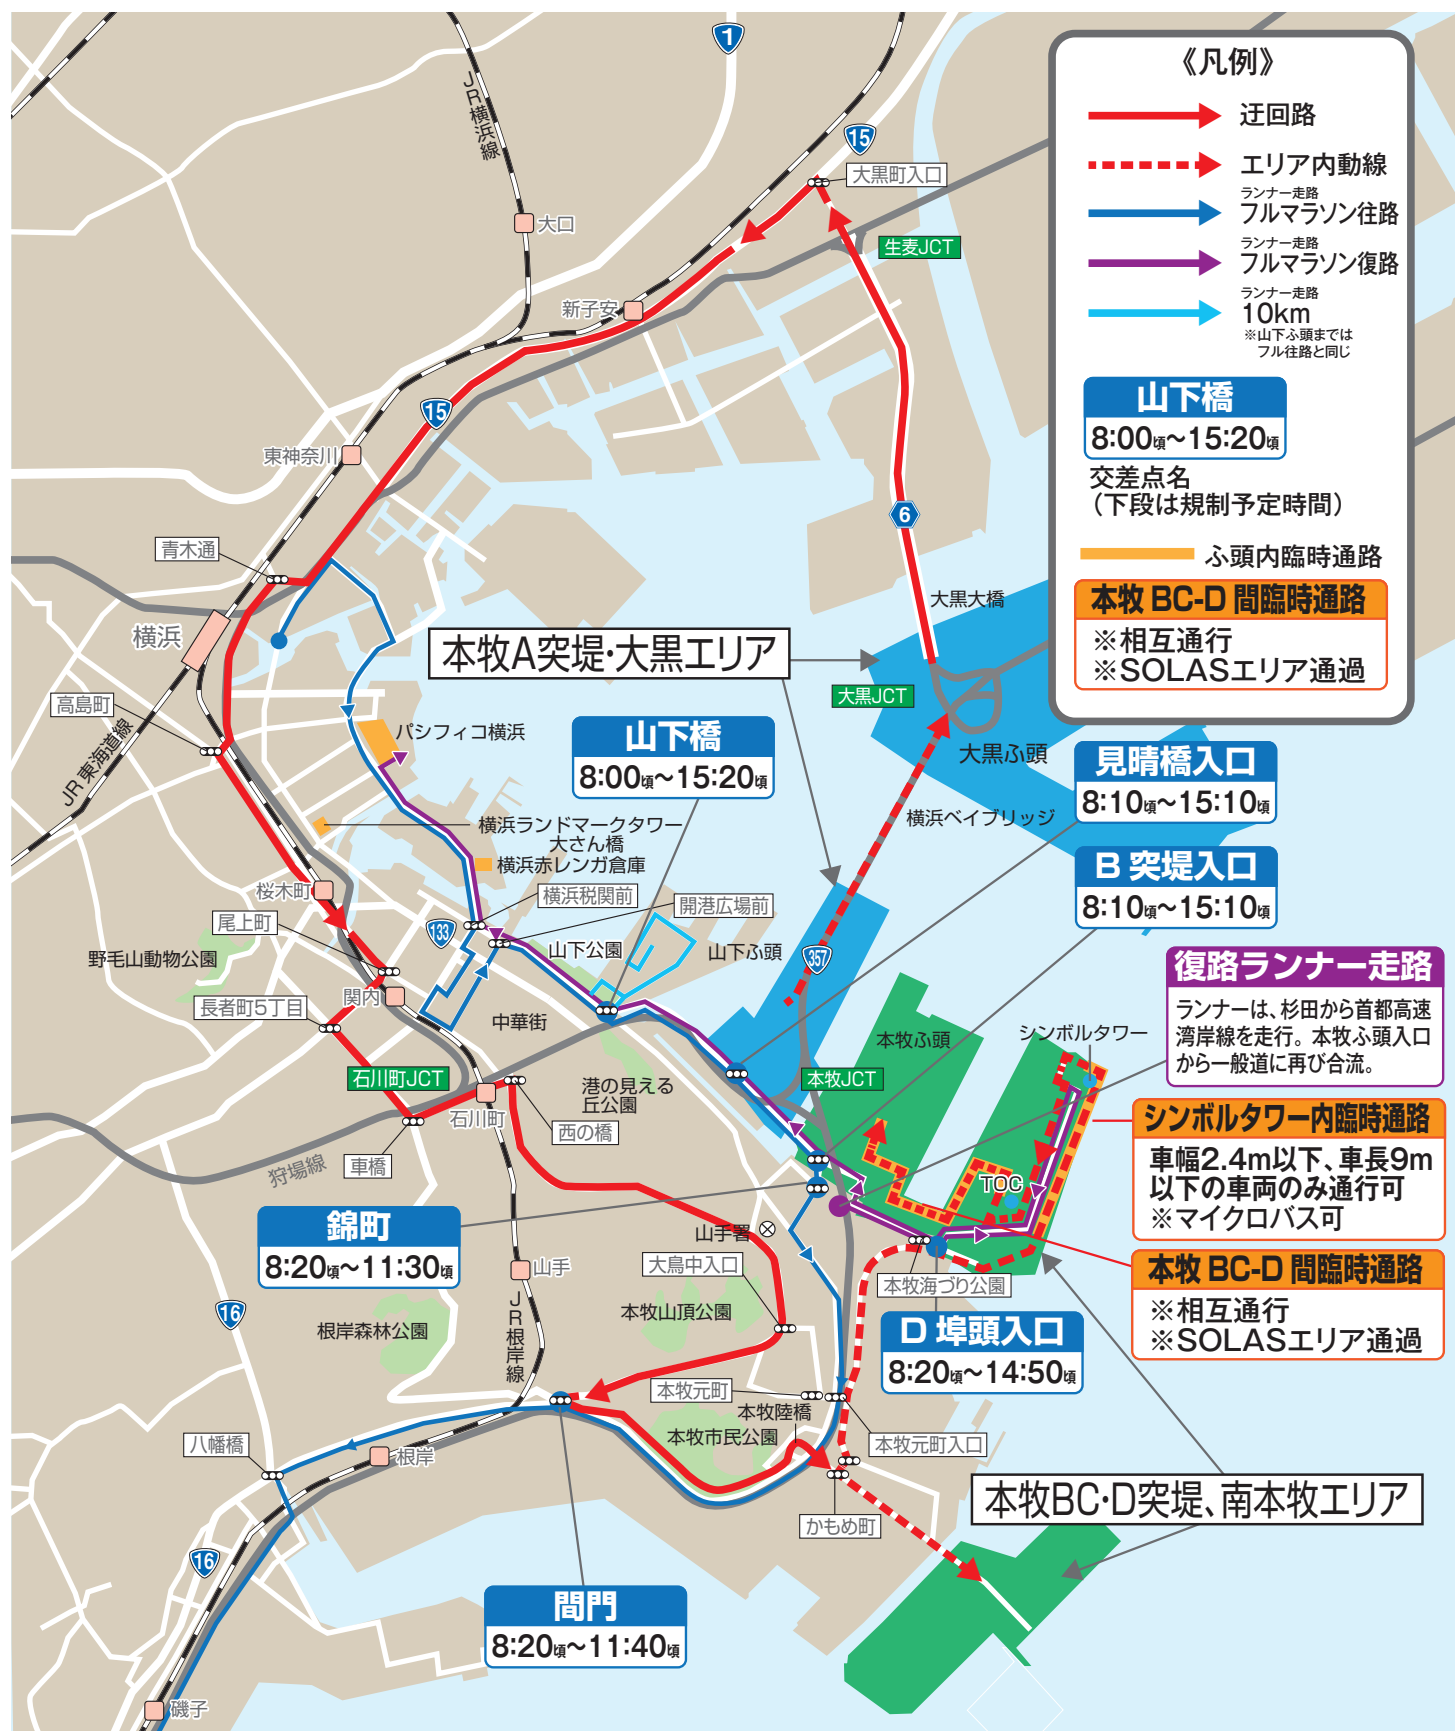 《凡例》
迂回路
エリア内動線
ランナー走路
フルマラソン往路
ランナー走路
フルマラソン復路
ランナー走路
10km
※山下ふ頭までは
フル往路と同じ
山下橋
8:00頃～15:20頃
交差点名
（下段は規制予定時間）
ふ頭内臨時通路
本牧 BC-D 間臨時通路
※相互通行
※SOLASエリア通過
1
JR横浜線
15
大黒町入口
大口
生麦JCT
新子安
15
東神奈川
6
青木通
大黒大橋
横浜
本牧A突堤・大黒エリア
大黒JCT
高島町
JR東海道線
パシフィコ横浜
山下橋
8:00頃～15:20頃
大黒ふ頭
見晴橋入口
8:10頃～15:10頃
横浜ベイブリッジ
横浜ランドマークタワー
大さん橋
横浜赤レンガ倉庫
B 突堤入口
8:10頃～15:10頃
桜木町
横浜税関前
開港広場前
尾上町
133
野毛山動物公園
山下公園
山下ふ頭
357
関内
長者町5丁目
中華街
復路ランナー走路
ランナーは、杉田から首都高速
湾岸線を走行。本牧ふ頭入口
から一般道に再び合流。
シンボルタワー
本牧ふ頭
石川町JCT
本牧JCT
港の見える
丘公園
石川町
西の橋
シンボルタワー内臨時通路
車幅2.4m以下、車長9m
以下の車両のみ通行可
※マイクロバス可
狩場線
車橋
TOC
錦町
8:20頃～11:30頃
山手署
山手
大鳥中入口
本牧海づり公園
本牧 BC-D 間臨時通路
※相互通行
※SOLASエリア通過
16
根岸森林公園
JR根岸線
本牧山頂公園
D 埠頭入口
8:20頃～14:50頃
本牧元町
本牧陸橋
本牧市民公園
本牧元町入口
八幡橋
根岸
本牧BC・D突堤、南本牧エリア
かもめ町
16
間門
8:20頃～11:40頃
磯子